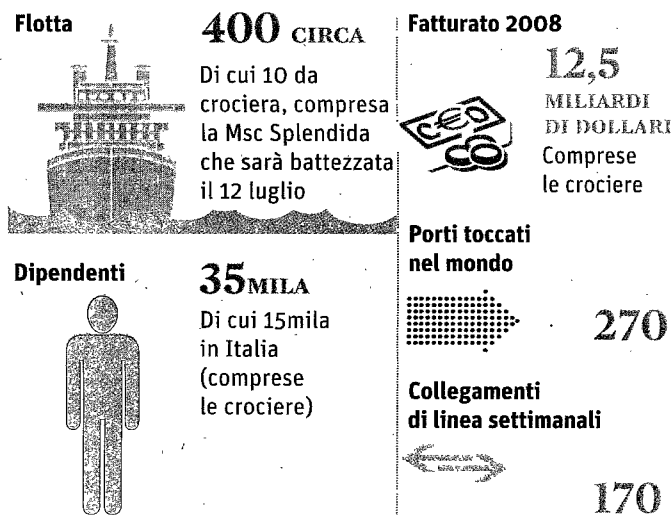 Flotta
400 CIRCA
Di cui 10 da
crociera, compresa
la Msc Splendida
che sarà battezzata
il 12 luglio
Dipendenti
35MILA
Di cui 15mila
in Italia
(comprese
le crociere)
Fatturato 2008
12,5
MILIARDI
DI DOLLARI
Comprese
le crociere
Porti toccati
nel mondo
270
Collegamenti
di linea settimanali
170